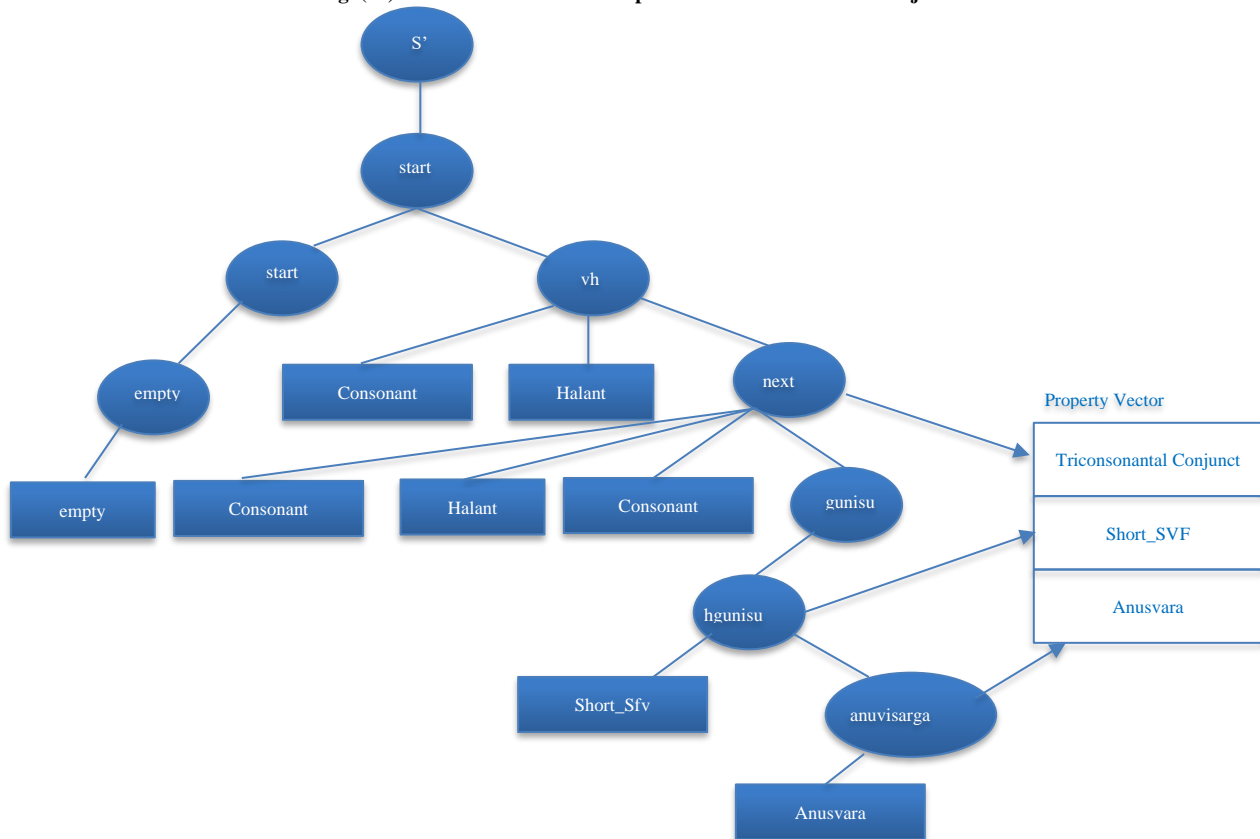 S’
start
start
vh
empty
Consonant
Halant
next
Property Vector
Triconsonantal Conjunct
empty
Consonant
Halant
Consonant
gunisu
Short_SVF
hgunisu
Anusvara
Short_Sfv
anuvisarga
Anusvara